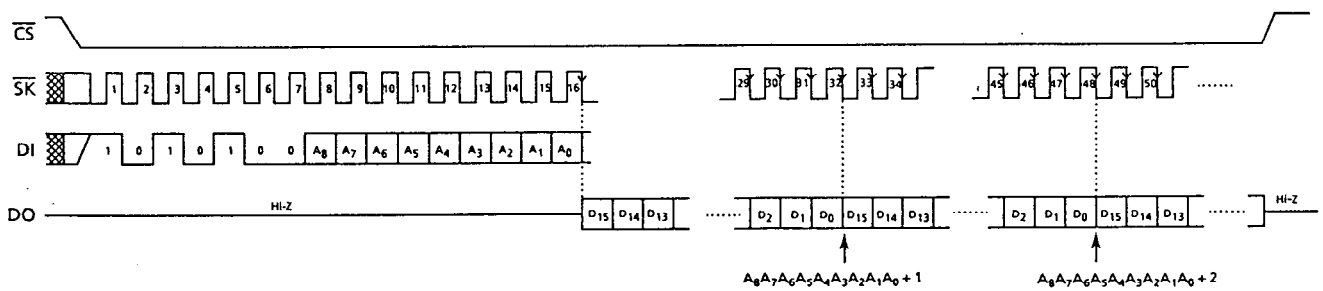 CS
SK 1 2 3 4 5 6 7 8 9 10 11 12 13 14 15 16 29 30 31 32 33 34 45 46 47 48 49 50
DI 1 0 1 0 1 0 0 A8 A7 A6 A5 A4 A3 A2 A1 A0
DO Hi-Z D15 D14 D13 D2 D1 D0 D15 D14 D13 D2 D1 D0 D15 D14 D13 Hi-Z
A8A7A6A5A4A3A2A1A0 + 1 A8A7A6A5A4A3A2A1A0 + 2